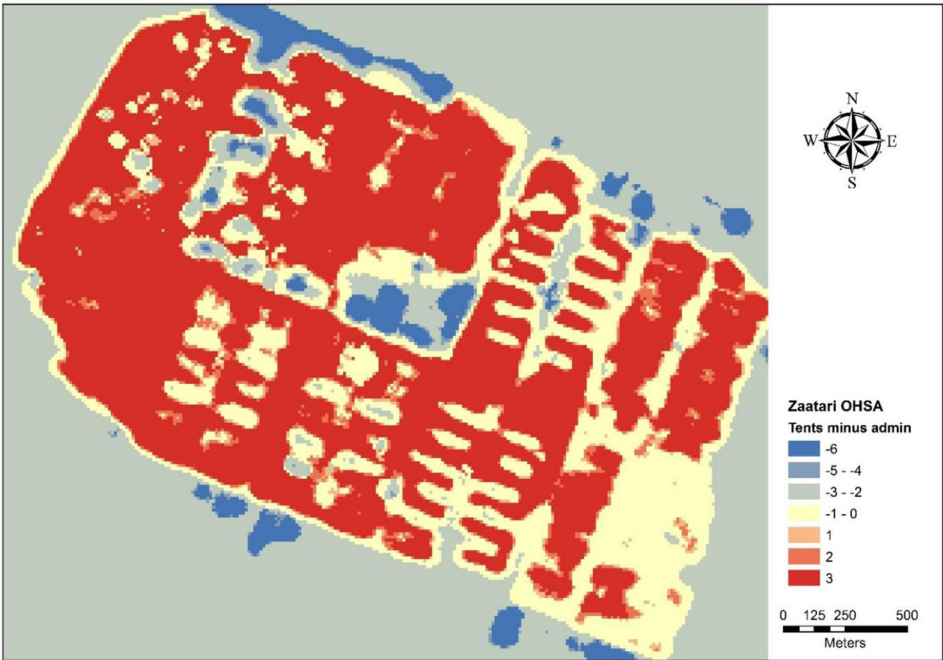 N
W E
S
Zaatari OHSA
Tents minus admin
-6
-5 - -4
-3 - -2
-1 - 0
1
2
3
0 125 250 500
Meters